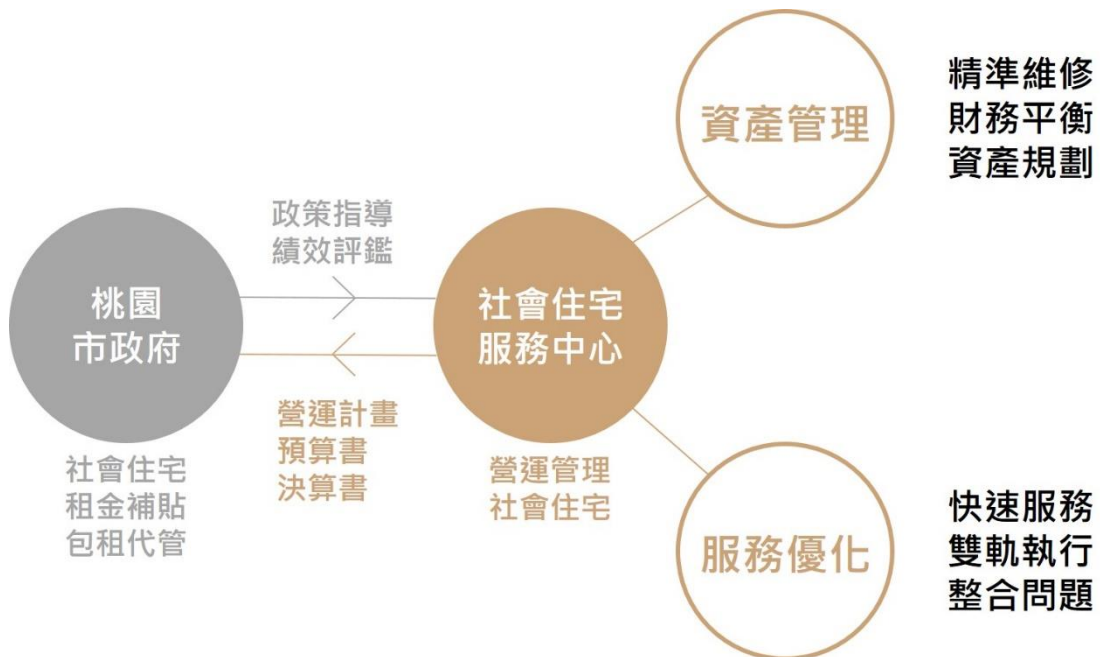 桃園
市政府
社會住宅
租金補貼
包租代管
政策指導
績效評鑑
營運計畫
預算書
決算書
社會住宅
服務中心
營運管理
社會住宅
資產管理
精準維修
財務平衡
資產規劃
服務優化
快速服務
雙軌執行
整合問題